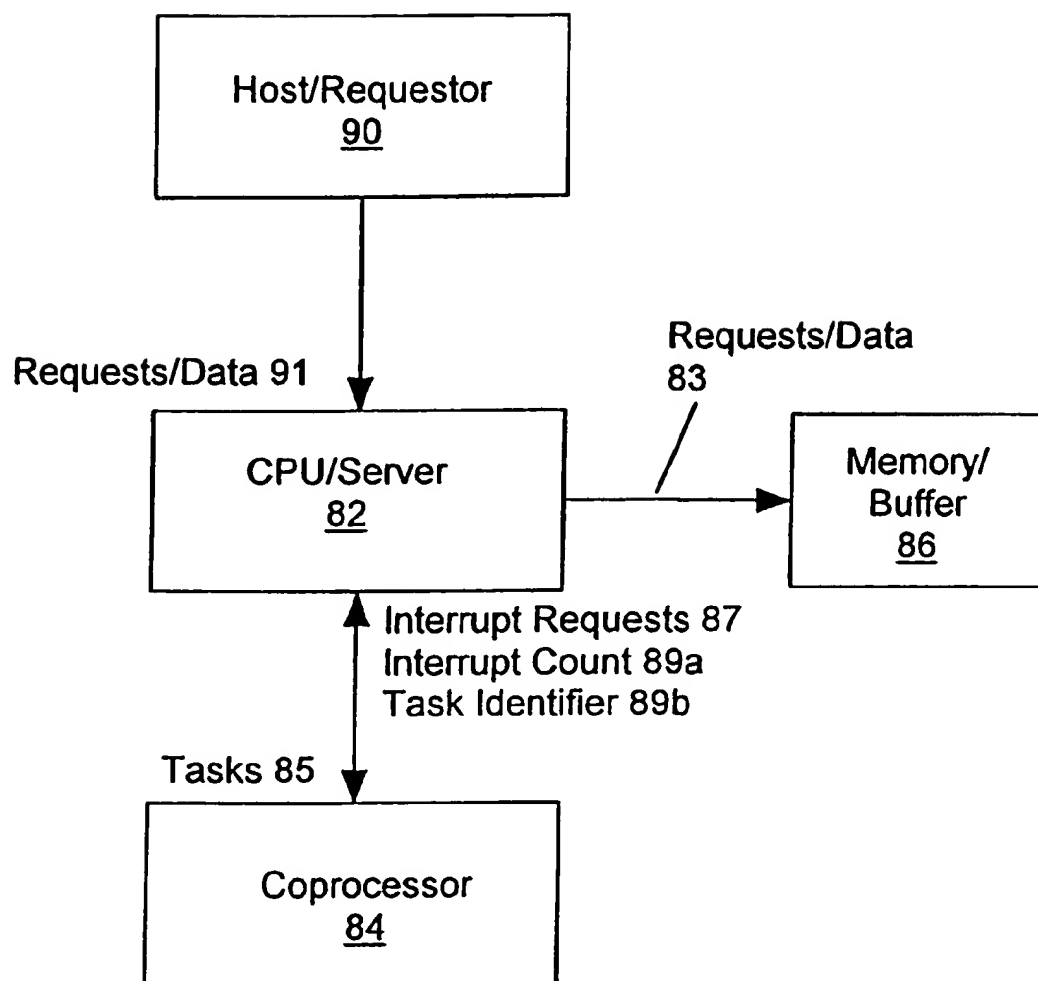 Host/Requestor
90
Requests/Data 91
Requests/Data
83
CPU/Server
82
Memory/
Buffer
86
Interrupt Requests 87
Interrupt Count 89a
Task Identifier 89b
Tasks 85
Coprocessor
84